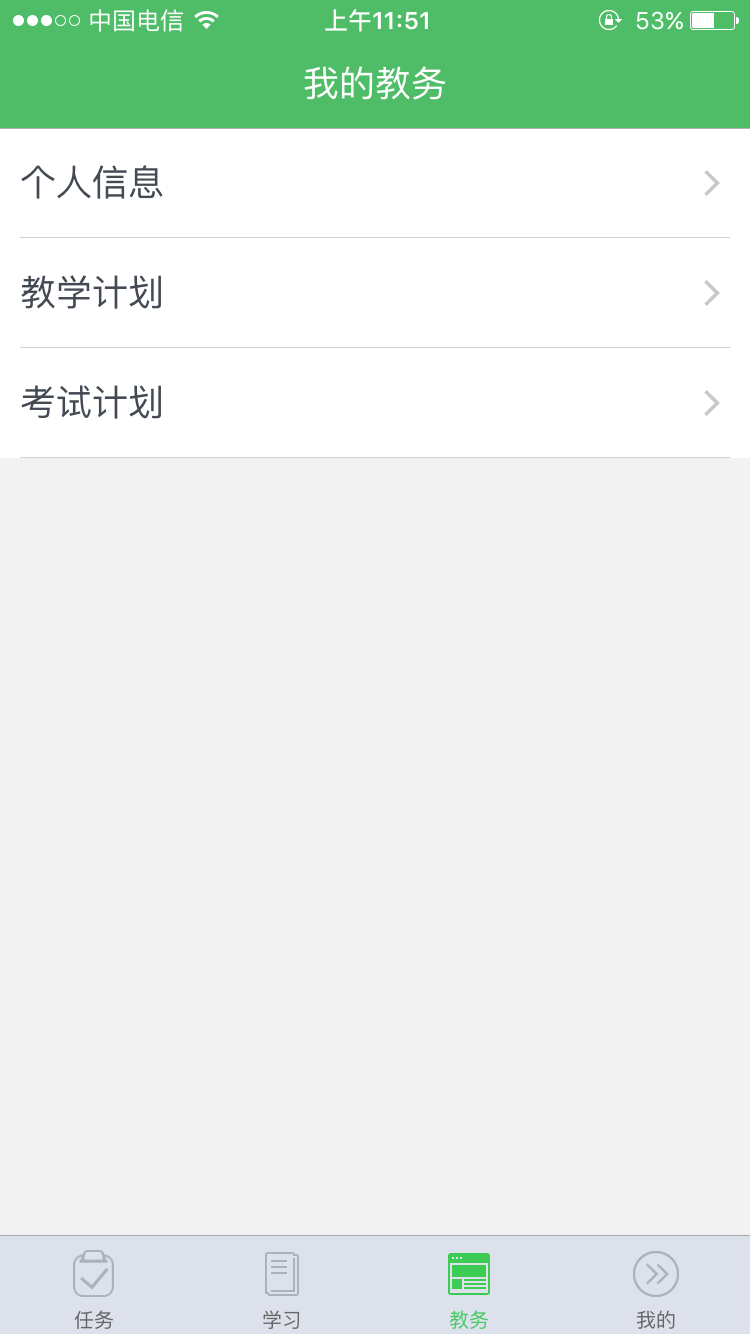 中国电信 上午11:51 53%
我的教务
个人信息
教学计划
考试计划
任务 学习 教务 我的